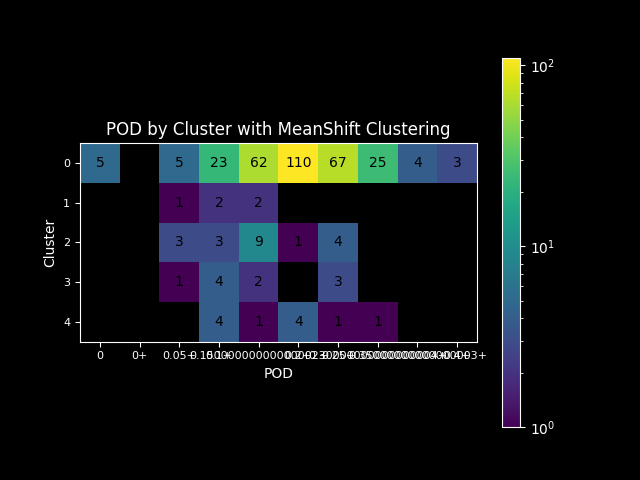 POD by Cluster with MeanShift Clustering
10²
0 5 5 23 62 110 67 25 4 3
1 1 2 2
Cluster
2 3 3 9 1 4
10¹
3 1 4 2 3
4 4 1 4 1 1
0 0+ 0.05+
POD
10⁰